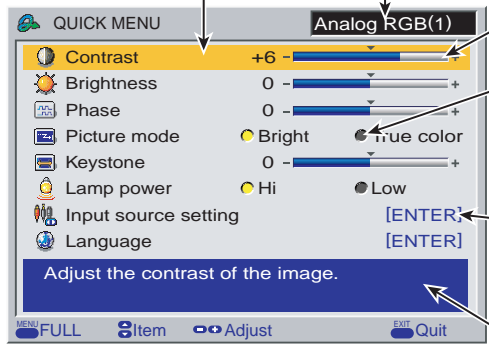 QUICK MENU Analog RGB(1)
Contrast +6 - +
Brightness 0 - +
Phase 0 - +
Picture mode Bright True color
Keystone 0 - +
Lamp power Hi Low
Input source setting [ENTER]
Language [ENTER]
Adjust the contrast of the image.
MENU FULL Item Adjust EXIT Quit